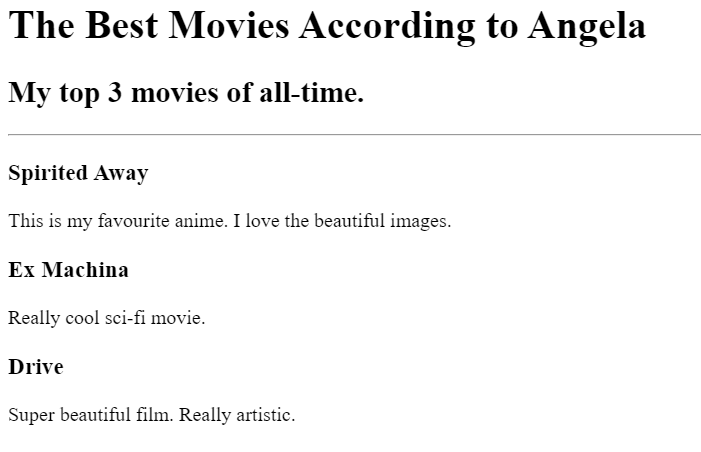 The Best Movies According to Angela
My top 3 movies of all-time.
Spirited Away
This is my favourite anime. I love the beautiful images.
Ex Machina
Really cool sci-fi movie.
Drive
Super beautiful film. Really artistic.